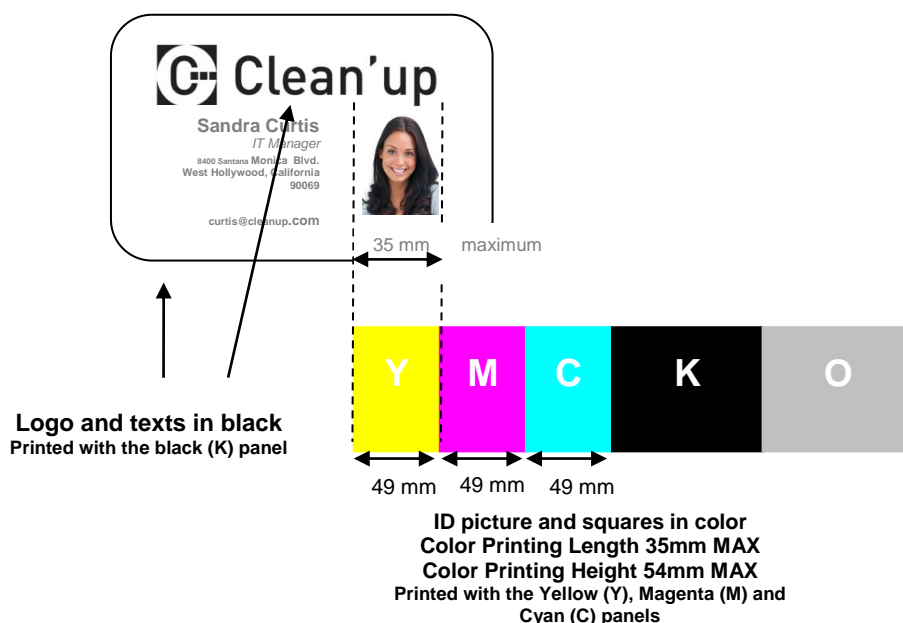 C Clean'up
Sandra Curtis
IT Manager
8400 Santana Monica Blvd.
West Hollywood, California
90069
curtis@cleanup.com
35 mm maximum
Y M C K O
Logo and texts in black
Printed with the black (K) panel
49 mm 49 mm 49 mm
ID picture and squares in color
Color Printing Length 35mm MAX
Color Printing Height 54mm MAX
Printed with the Yellow (Y), Magenta (M) and
Cyan (C) panels